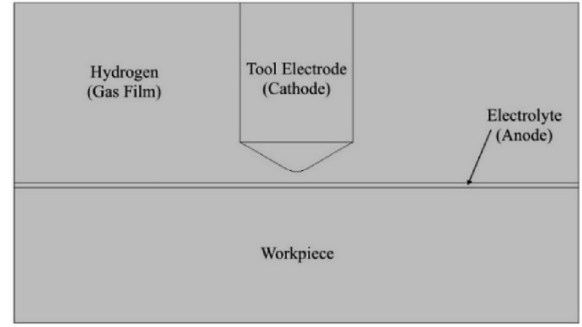 Hydrogen
(Gas Film)
Tool Electrode
(Cathode)
Electrolyte
(Anode)
Workpiece